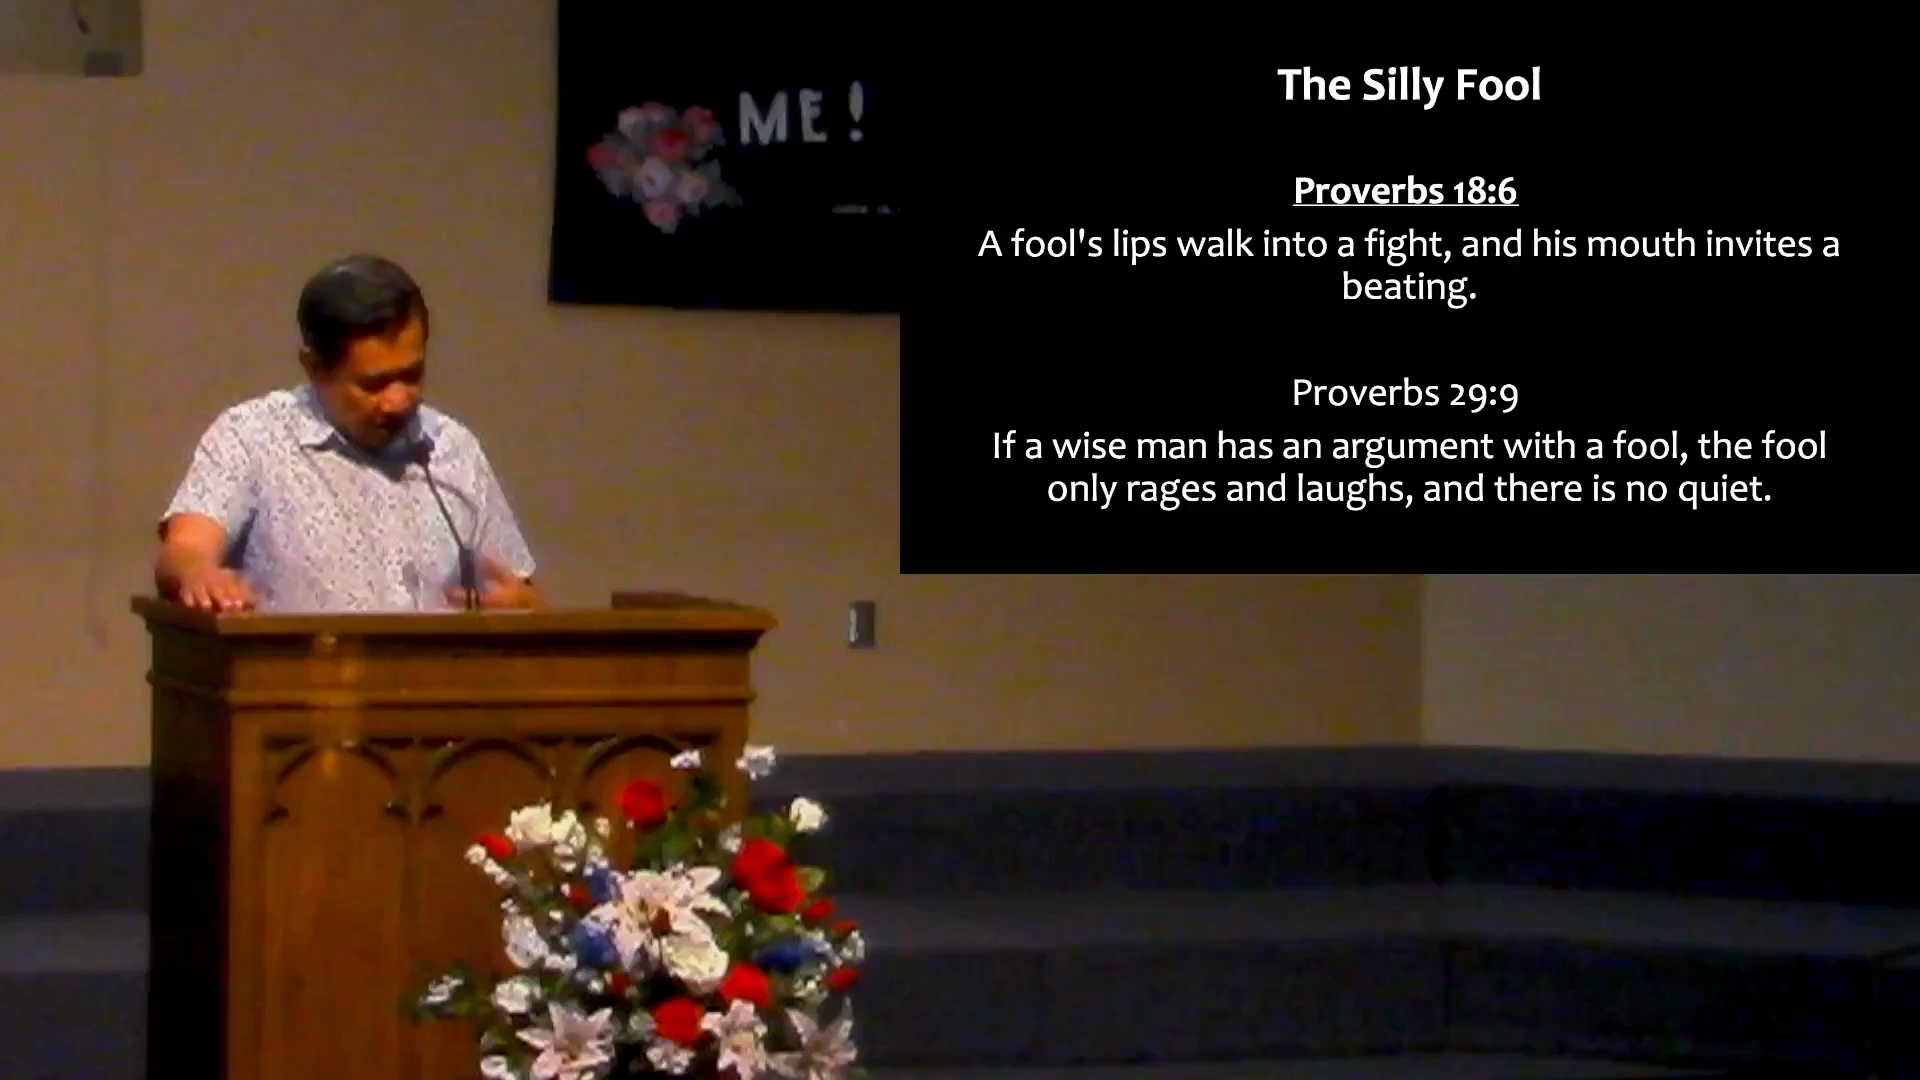 ME!
The Silly Fool
Proverbs 18:6
A fool's lips walk into a fight, and his mouth invites a
beating.
Proverbs 29:9
If a wise man has an argument with a fool, the fool
only rages and laughs, and there is no quiet.